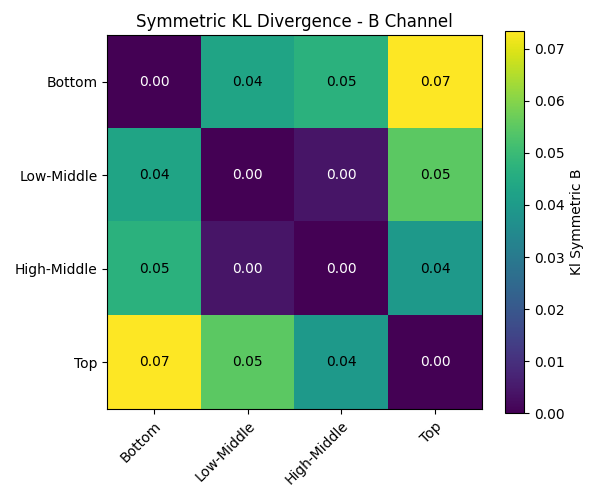 Symmetric KL Divergence - B Channel
Bottom 0.00 0.04 0.05 0.07
Low-Middle 0.04 0.00 0.00 0.05
High-Middle 0.05 0.00 0.00 0.04
Top 0.07 0.05 0.04 0.00
Bottom Low-Middle High-Middle Top
0.07
0.06
0.05
0.04
0.03
0.02
0.01
0.00
Kl Symmetric B